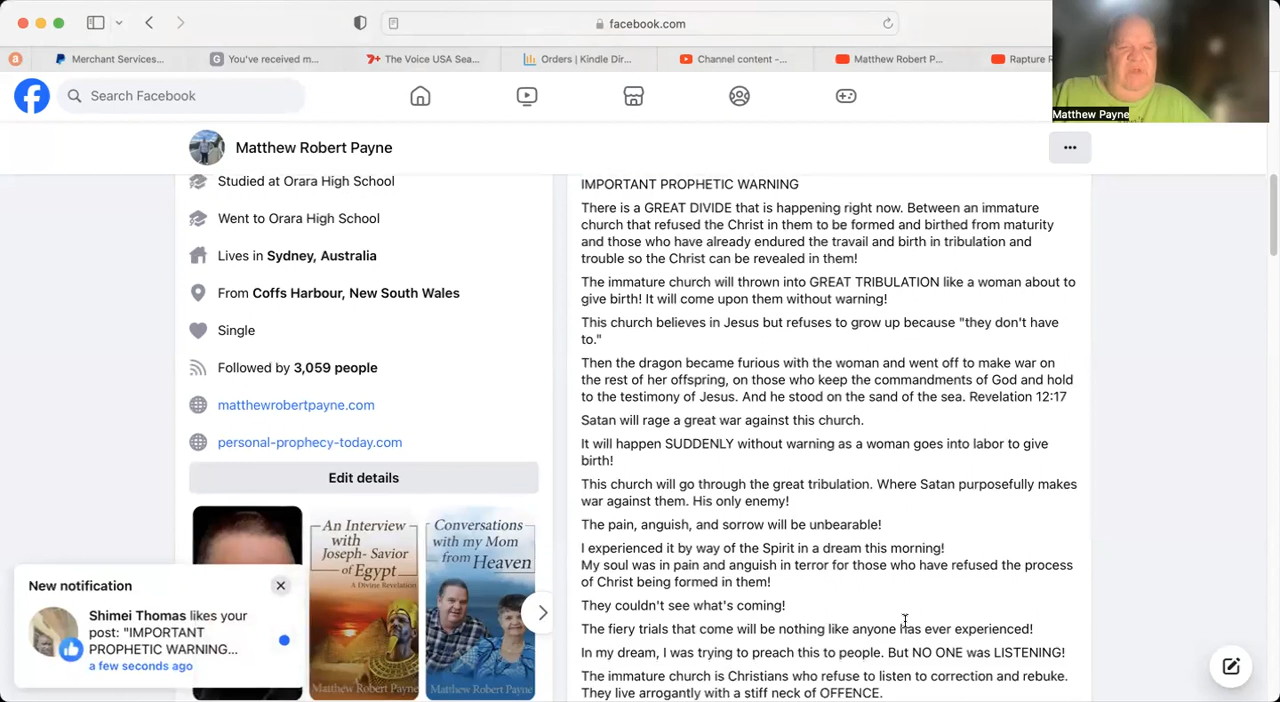 facebook.com
Merchant Services...
You've received m...
The Voice USA Sea...
Orders | Kindle Dir...
Channel content -...
Matthew Robert P...
Rapture R
Matthew Payne
Search Facebook
Matthew Robert Payne
Studied at Orara High School
Went to Orara High School
Lives in Sydney, Australia
From Coffs Harbour, New South Wales
Single
Followed by 3,059 people
matthewrobertpayne.com
personal-prophecy-today.com
Edit details
An Interview
with
Joseph- Savior
of Egypt
A Divine Revelation
Matthew Robert Payne
Conversations
with my Mom
from Heaven
Matthew Robert Payne
New notification
Shimei Thomas likes your
post: "IMPORTANT
PROPHETIC WARNING...
a few seconds ago
IMPORTANT PROPHETIC WARNING
There is a GREAT DIVIDE that is happening right now. Between an immature
church that refused the Christ in them to be formed and birthed from maturity
and those who have already endured the travail and birth in tribulation and
trouble so the Christ can be revealed in them!
The immature church will thrown into GREAT TRIBULATION like a woman about to
give birth! It will come upon them without warning!
This church believes in Jesus but refuses to grow up because "they don't have
to."
Then the dragon became furious with the woman and went off to make war on
the rest of her offspring, on those who keep the commandments of God and hold
to the testimony of Jesus. And he stood on the sand of the sea. Revelation 12:17
Satan will rage a great war against this church.
It will happen SUDDENLY without warning as a woman goes into labor to give
birth!
This church will go through the great tribulation. Where Satan purposefully makes
war against them. His only enemy!
The pain, anguish, and sorrow will be unbearable!
I experienced it by way of the Spirit in a dream this morning!
My soul was in pain and anguish in terror for those who have refused the process
of Christ being formed in them!
They couldn't see what's coming!
The fiery trials that come will be nothing like anyone has ever experienced!
In my dream, I was trying to preach this to people. But NO ONE was LISTENING!
The immature church is Christians who refuse to listen to correction and rebuke.
They live arrogantly with a stiff neck of OFFENCE.